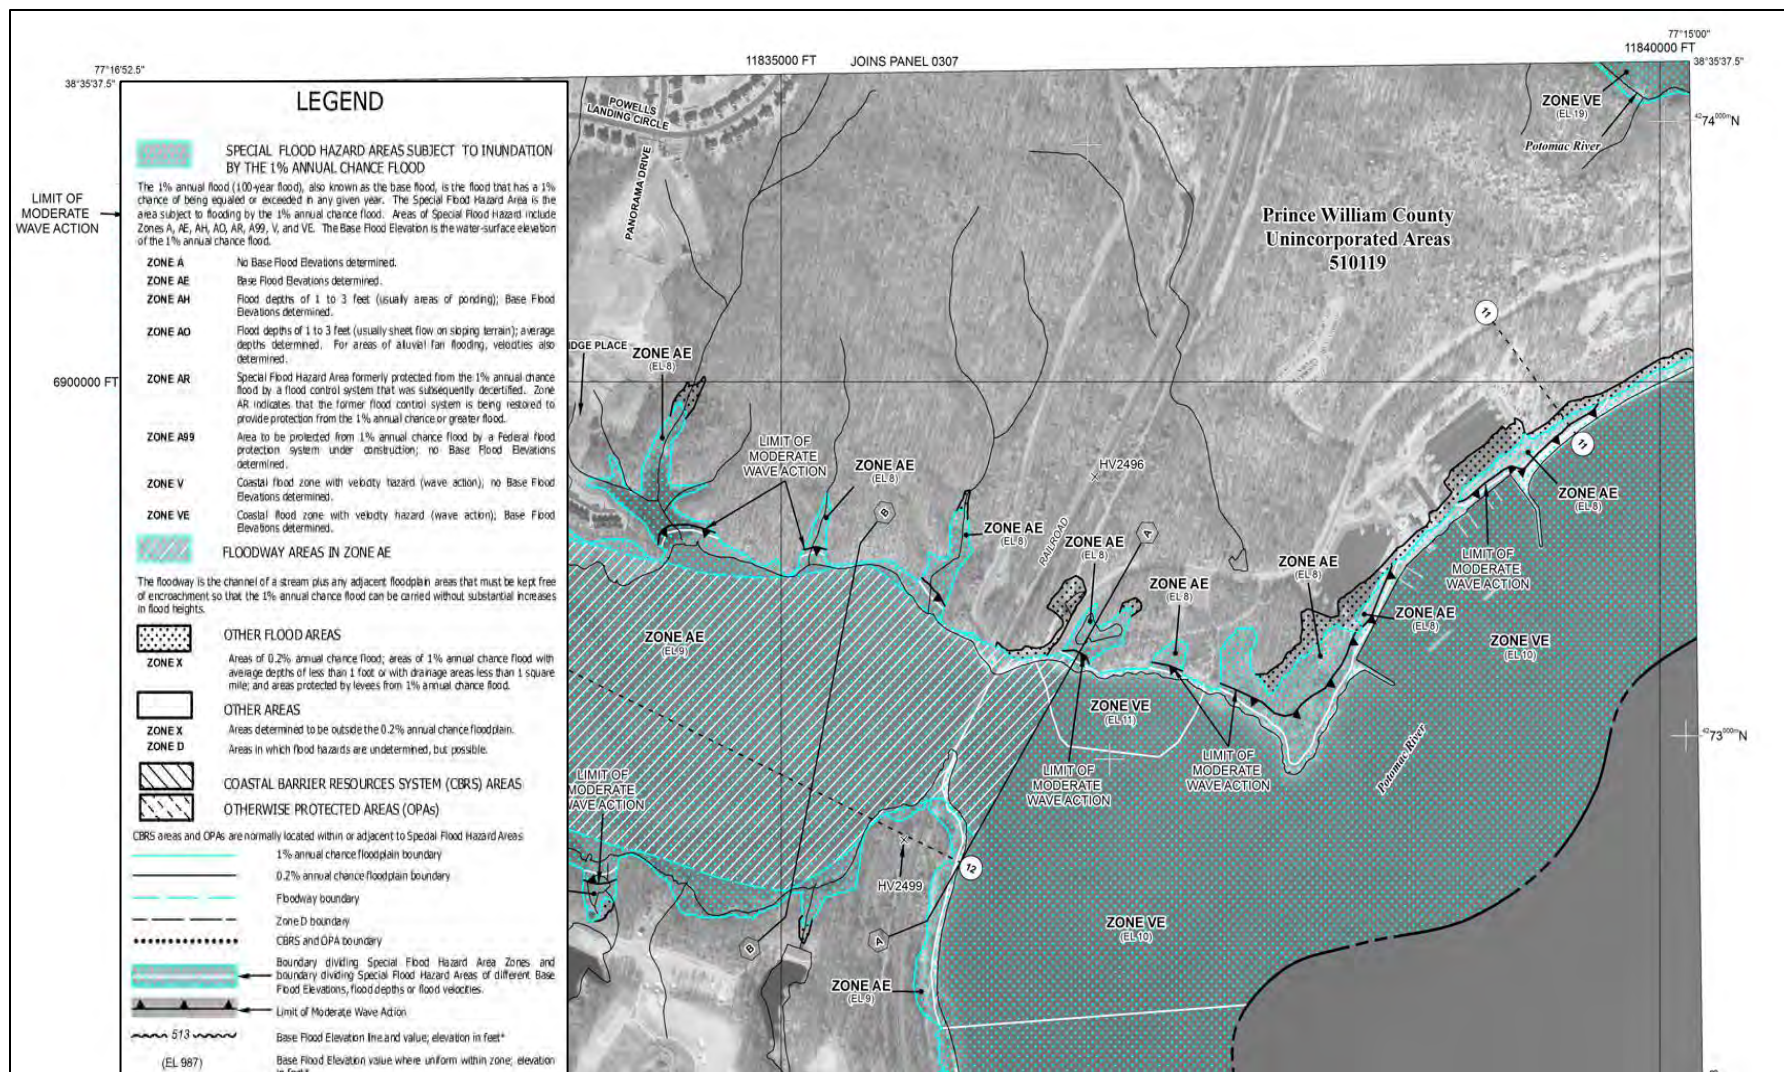 77°15'00"
11835000 FT JOINS PANEL 0307 11840000 FT
77°16'52.5"
38°35'37.5"
38°35'37.5"
LIMIT OF
MODERATE
WAVE ACTION
6900000 FT
LEGEND
SPECIAL FLOOD HAZARD AREAS SUBJECT TO INUNDATION
BY THE 1% ANNUAL CHANCE FLOOD
The 1% annual flood (100-year flood), also known as the base flood, is the flood that has a 1%
chance of being equaled or exceeded in any given year. The Special Flood Hazard Area is the
area subject to flooding by the 1% annual chance flood. Areas of Special Flood Hazard include
Zones A, AE, AH, AO, AR, A99, V, and VE. The Base Flood Elevation is the water-surface elevation
of the 1% annual chance flood.
ZONE A No Base Flood Elevations determined.
ZONE AE Base Flood Elevations determined.
ZONE AH Flood depths of 1 to 3 feet (usually areas of ponding); Base Flood
Elevations determined.
ZONE AO Flood depths of 1 to 3 feet (usually sheet flow on sloping terrain); average
depths determined. For areas of alluvial fan flooding, velocities also
determined.
ZONE AR Special Flood Hazard Area formerly protected from the 1% annual chance
flood by a flood control system that was subsequently decertified. Zone
AR indicates that the former flood control system is being restored to
provide protection from the 1% annual chance or greater flood.
ZONE A99 Area to be protected from 1% annual chance flood by a Federal flood
protection system under construction; no Base Flood Elevations
determined.
ZONE V Coastal flood zone with velocity hazard (wave action); no Base Flood
Elevations determined.
ZONE VE Coastal flood zone with velocity hazard (wave action); Base Flood
Elevations determined.
FLOODWAY AREAS IN ZONE AE
The floodway is the channel of a stream plus any adjacent floodplain areas that must be kept free
of encroachment so that the 1% annual chance flood can be carried without substantial increases
in flood heights.
OTHER FLOOD AREAS
ZONE X Areas of 0.2% annual chance flood; areas of 1% annual chance flood with
average depths of less than 1 foot or with drainage areas less than 1 square
mile; and areas protected by levees from 1% annual chance flood.
OTHER AREAS
ZONE X Areas determined to be outside the 0.2% annual chance floodplain.
ZONE D Areas in which flood hazards are undetermined, but possible.
COASTAL BARRIER RESOURCES SYSTEM (CBRS) AREAS
OTHERWISE PROTECTED AREAS (OPAs)
CBRS areas and OPAs are normally located within or adjacent to Special Flood Hazard Areas
1% annual chance floodplain boundary
0.2% annual chance floodplain boundary
Floodway boundary
Zone D boundary
CBRS and OPA boundary
Boundary dividing Special Flood Hazard Area Zones and
boundary dividing Special Flood Hazard Areas of different Base
Flood Elevations, flood depths or flood velocities.
Limit of Moderate Wave Action
513 Base Flood Elevation line and value; elevation in feet*
(EL 987) Base Flood Elevation value where uniform within zone; elevation
in feet*
POWELLS
LANDING CIRCLE
PANORAMA DRIVE
ZONE VE
(EL 19)
Potomac River
4274000m N
Prince William County
Unincorporated Areas
510119
11
IDGE PLACE
ZONE AE
(EL 8)
LIMIT OF
MODERATE
WAVE ACTION
ZONE AE
(EL 8)
HV2496
11
ZONE AE
(EL 8)
B
ZONE AE
(EL 8)
RAILROAD
ZONE AE
(EL 8)
A
ZONE AE
(EL 8)
ZONE AE
(EL 8)
LIMIT OF
MODERATE
WAVE ACTION
ZONE AE
(EL 8)
ZONE AE
(EL 9)
ZONE VE
(EL 10)
ZONE VE
(EL 11)
Potomac River
4273000m N
LIMIT OF
MODERATE
WAVE ACTION
LIMIT OF
MODERATE
WAVE ACTION
LIMIT OF
MODERATE
WAVE ACTION
12
HV2499
ZONE VE
(EL 10)
B
A
ZONE AE
(EL 9)